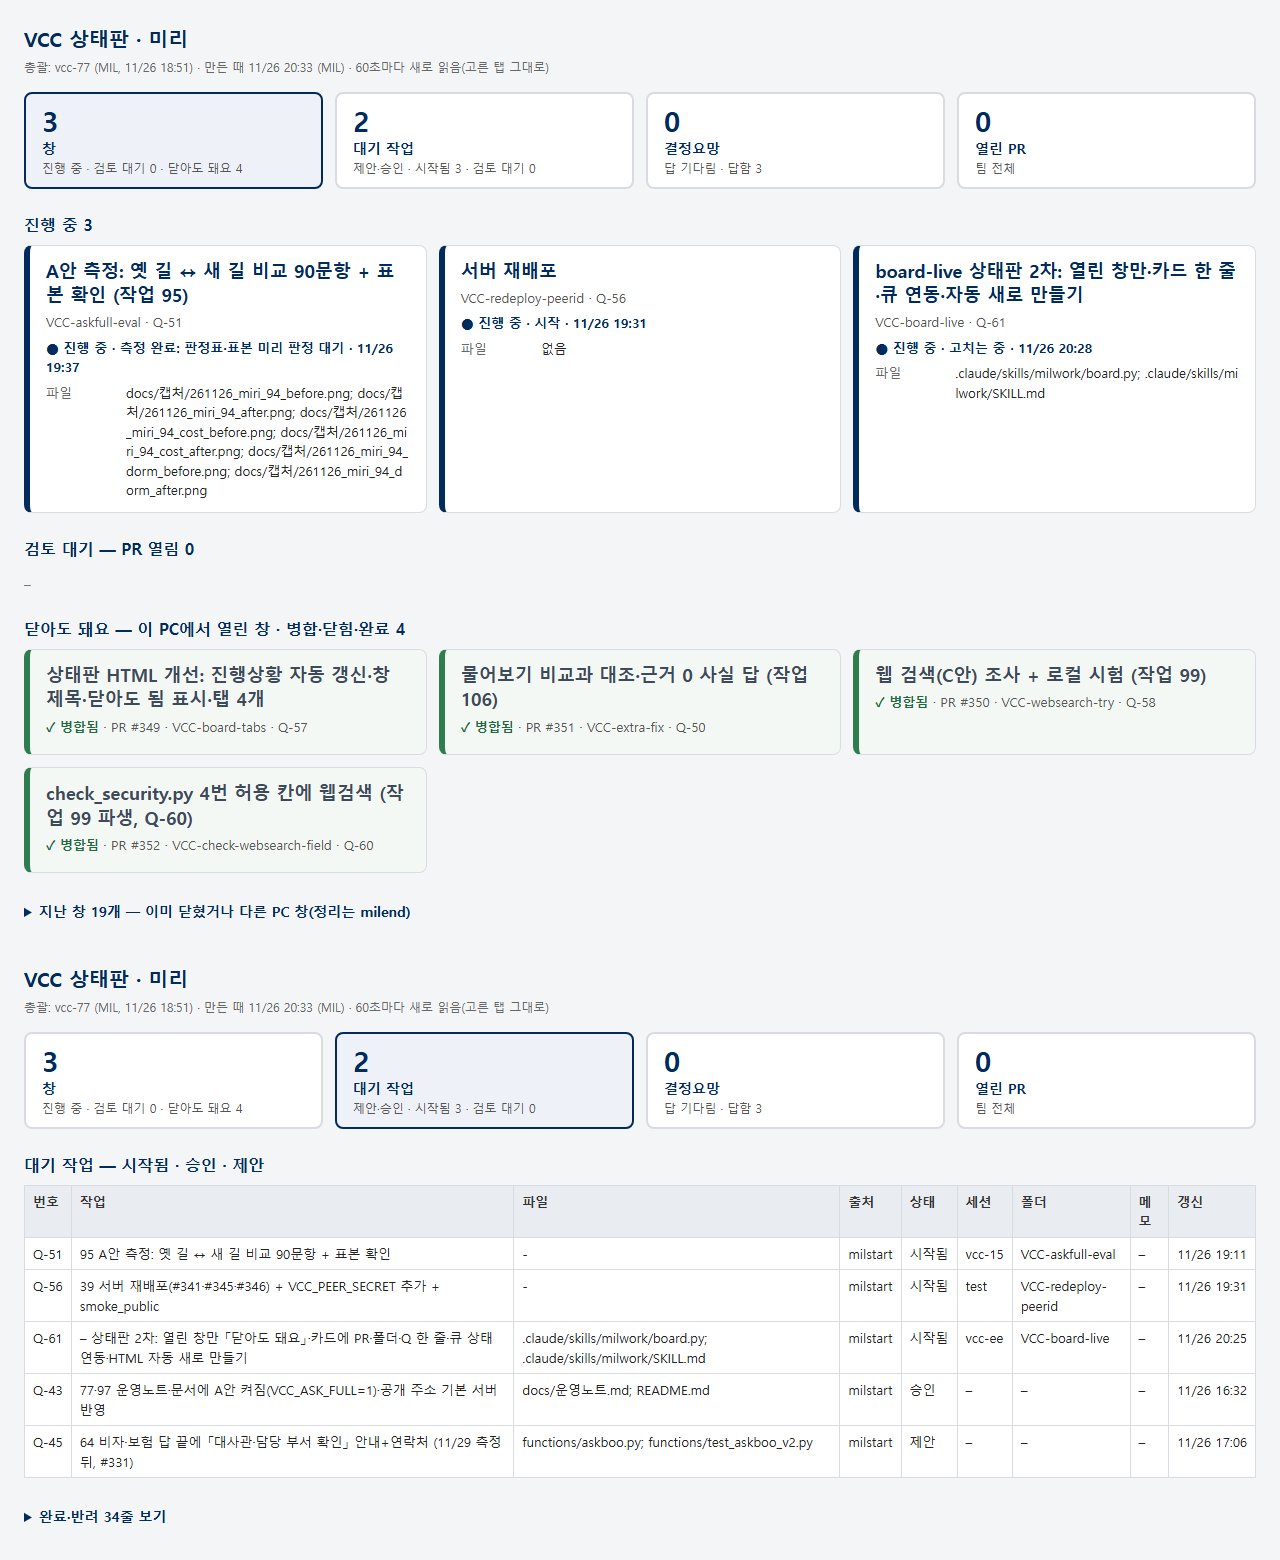 VCC 상태판 · 미리
총괄: vcc-77 (MIL, 11/26 18:51) · 만든 때 11/26 20:33 (MIL) · 60초마다 새로 읽음(고른 탭 그대로)
3
창
진행 중 · 검토 대기 0 · 닫아도 돼요 4
2
대기 작업
제안·승인 · 시작됨 3 · 검토 대기 0
0
결정요망
답 기다림 · 답함 3
0
열린 PR
팀 전체
진행 중 3
A안 측정: 옛 길 ↔ 새 길 비교 90문항 + 표
본 확인 (작업 95)
VCC-askfull-eval · Q-51
● 진행 중 · 측정 완료: 판정표·표본 미리 판정 대기 · 11/26
19:37
파일 docs/캡처/261126_miri_94_before.png; docs/캡
처/261126_miri_94_after.png; docs/캡처/261126
_miri_94_cost_before.png; docs/캡처/261126_mi
ri_94_cost_after.png; docs/캡처/261126_miri_94_
dorm_before.png; docs/캡처/261126_miri_94_d
orm_after.png
서버 재배포
VCC-redeploy-peerid · Q-56
● 진행 중 · 시작 · 11/26 19:31
파일 없음
board-live 상태판 2차: 열린 창만·카드 한 줄
·큐 연동·자동 새로 만들기
VCC-board-live · Q-61
● 진행 중 · 고치는 중 · 11/26 20:28
파일 .claude/skills/milwork/board.py; .claude/skills/mi
lwork/SKILL.md
검토 대기 — PR 열림 0
–
닫아도 돼요 — 이 PC에서 열린 창 · 병합·닫힘·완료 4
상태판 HTML 개선: 진행상황 자동 갱신·창
제목·닫아도 됨 표시·탭 4개
✓ 병합됨 · PR #349 · VCC-board-tabs · Q-57
물어보기 비교과 대조·근거 0 사실 답 (작업
106)
✓ 병합됨 · PR #351 · VCC-extra-fix · Q-50
웹 검색(C안) 조사 + 로컬 시험 (작업 99)
✓ 병합됨 · PR #350 · VCC-websearch-try · Q-58
check_security.py 4번 허용 칸에 웹검색 (작
업 99 파생, Q-60)
✓ 병합됨 · PR #352 · VCC-check-websearch-field · Q-60
▶ 지난 창 19개 — 이미 닫혔거나 다른 PC 창(정리는 milend)
VCC 상태판 · 미리
총괄: vcc-77 (MIL, 11/26 18:51) · 만든 때 11/26 20:33 (MIL) · 60초마다 새로 읽음(고른 탭 그대로)
3
창
진행 중 · 검토 대기 0 · 닫아도 돼요 4
2
대기 작업
제안·승인 · 시작됨 3 · 검토 대기 0
0
결정요망
답 기다림 · 답함 3
0
열린 PR
팀 전체
대기 작업 — 시작됨 · 승인 · 제안
번호 작업 파일 출처 상태 세션 폴더 메모 갱신
Q-51 95 A안 측정: 옛 길 ↔ 새 길 비교 90문항 + 표본 확인 - milstart 시작됨 vcc-15 VCC-askfull-eval – 11/26 19:11
Q-56 39 서버 재배포(#341·#345·#346) + VCC_PEER_SECRET 추가 + - milstart 시작됨 test VCC-redeploy- – 11/26 19:31
smoke_public peerid
Q-61 – 상태판 2차: 열린 창만 「닫아도 돼요」·카드에 PR·폴더·Q 한 줄·큐 상태 .claude/skills/milwork/board.py; milstart 시작됨 vcc-ee VCC-board-live – 11/26 20:25
연동·HTML 자동 새로 만들기 .claude/skills/milwork/SKILL.md
Q-43 77·97 운영노트·문서에 A안 켜짐(VCC_ASK_FULL=1)·공개 주소 기본 서버 docs/운영노트.md; README.md milstart 승인 – – – 11/26 16:32
반영
Q-45 64 비자·보험 답 끝에 「대사관·담당 부서 확인」 안내+연락처 (11/29 측정 functions/askboo.py; functions/test_askboo_v2.py milstart 제안 – – – 11/26 17:06
뒤, #331)
▶ 완료·반려 34줄 보기